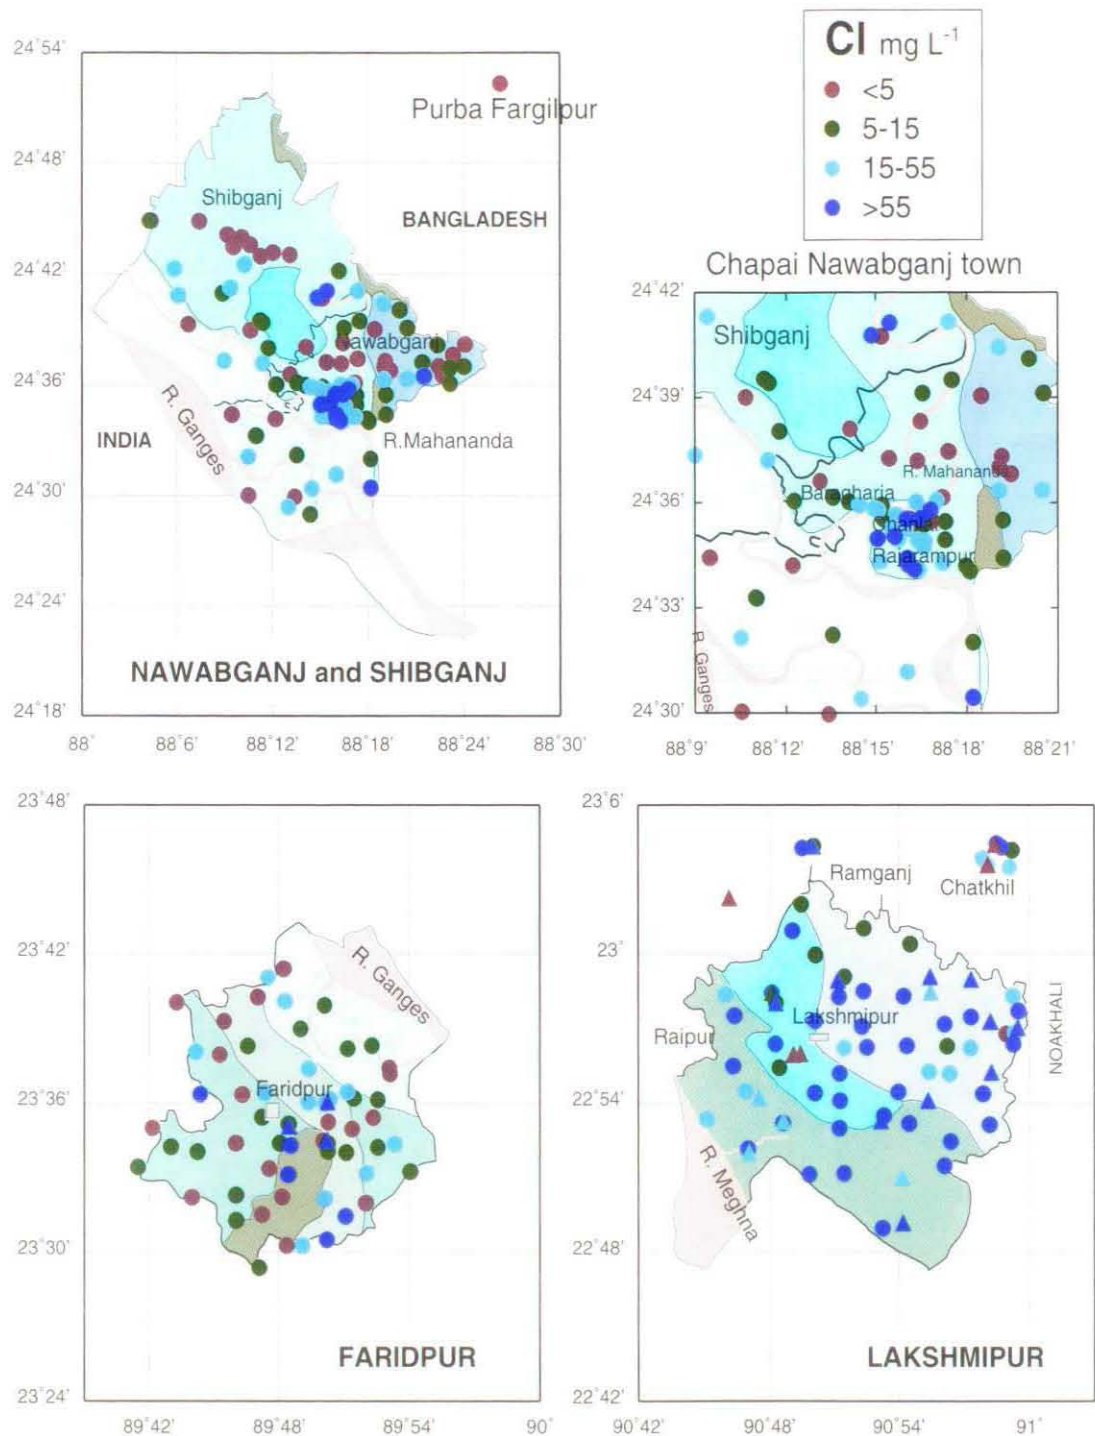 Cl mg L⁻¹
<5
5-15
15-55
>55
24°54'
24°48'
24°42'
24°36'
24°30'
24°24'
24°18'
88°
88°6'
88°12'
88°18'
88°24'
88°30'
Purba Fargilpur
Shibganj
BANGLADESH
Nawabganj
R. Ganges
INDIA
R.Mahananda
NAWABGANJ and SHIBGANJ
Chapai Nawabganj town
24°42'
24°39'
24°36'
24°33'
24°30'
88°9'
88°12'
88°15'
88°18'
88°21'
Shibganj
R. Mahananda
Baragharia
Rajarampur
R. Ganges
23°48'
23°42'
23°36'
23°30'
23°24'
89°42'
89°48'
89°54'
90°
R. Ganges
Faridpur
FARIDPUR
23°6'
23°
22°54'
22°48'
22°42'
90°42'
90°48'
90°54'
91°
Ramganj
Chatkhil
Lakshmipur
Raipur
NOAKHALI
R. Meghna
LAKSHMIPUR